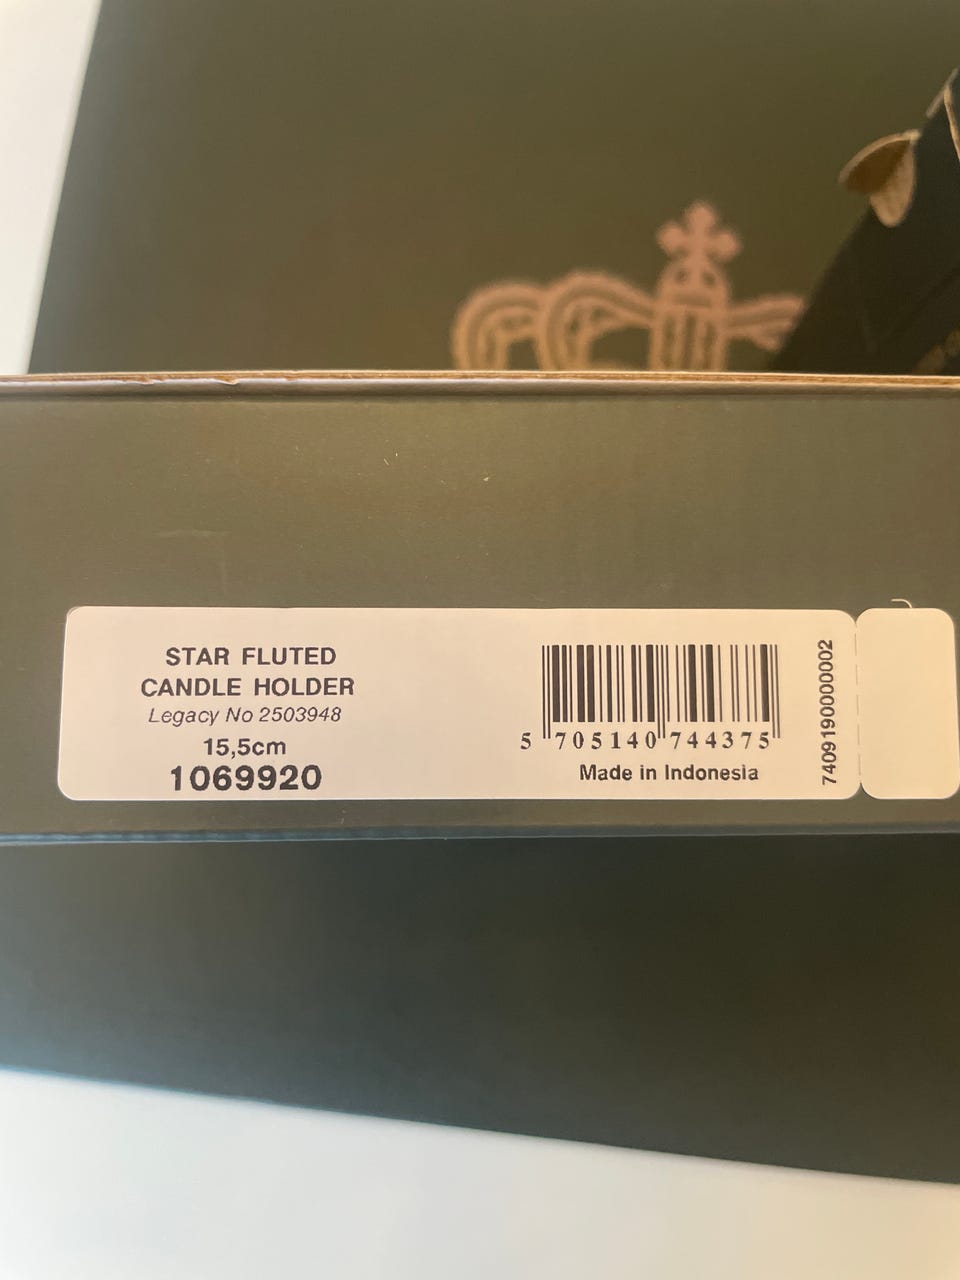 STAR FLUTED
CANDLE HOLDER
Legacy No 2503948
15,5cm
1069920
5 705140 744375
Made in Indonesia
7409190000002